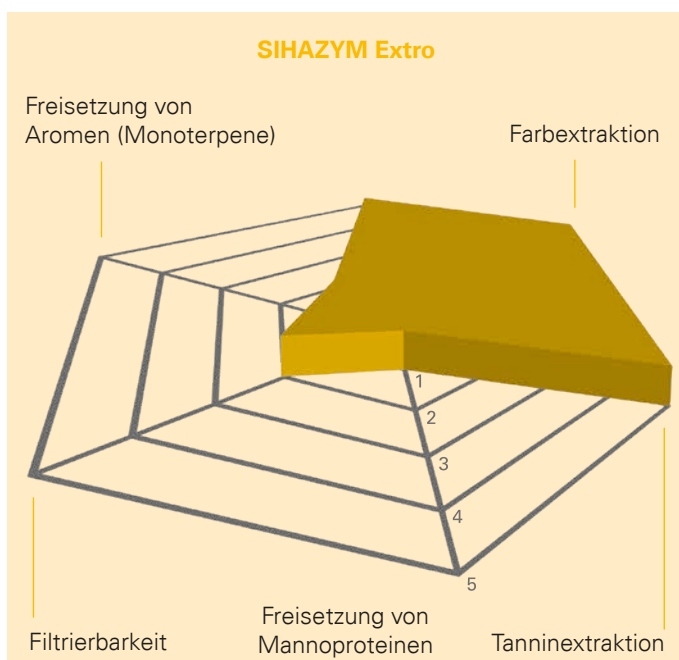 SIHAZYM Extro
Freisetzung von
Aromen (Monoterpene)
Farbextraktion
1
2
3
4
5
Filtrierbarkeit
Freisetzung von
Mannoproteinen
Tanninextraktion